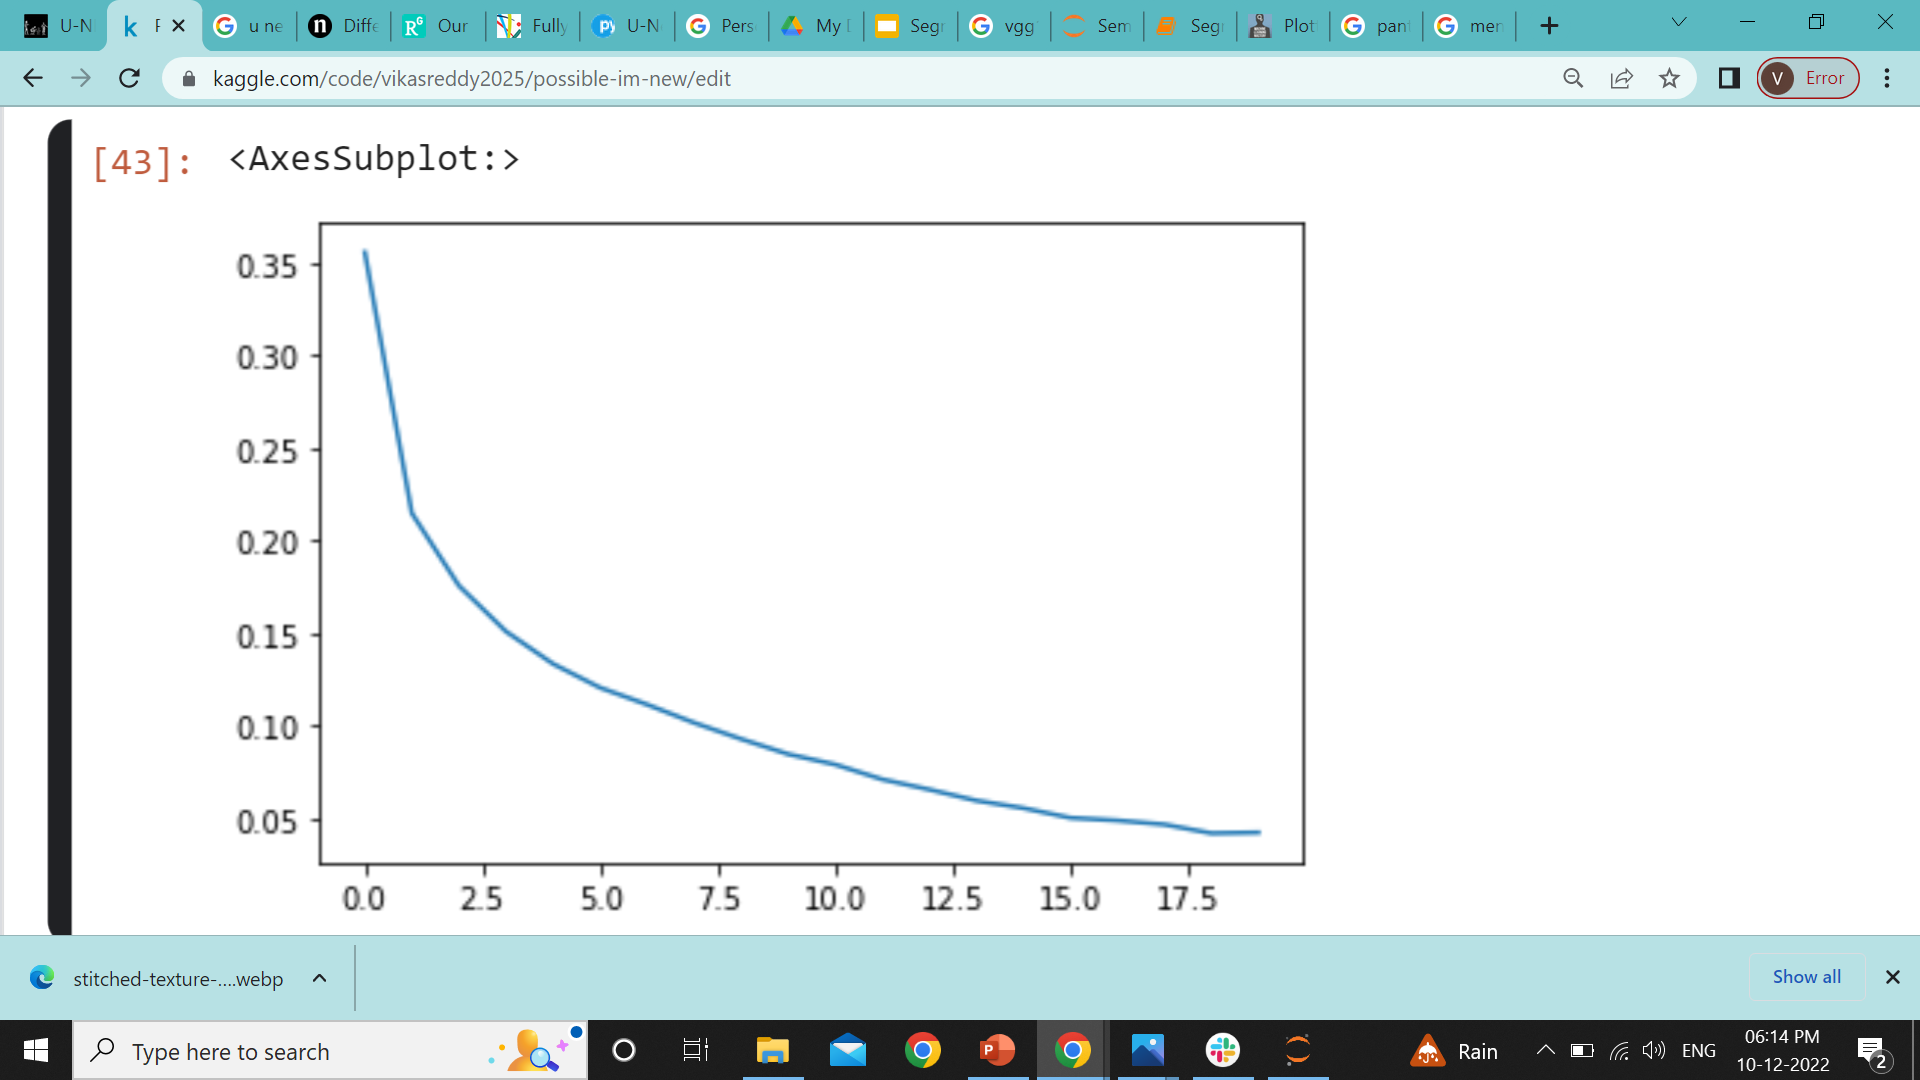 U-N
F
u ne
Diffe
Our
Fully
U-N
Pers
My
Segr
vgg
Sem
Segr
Plot
pan
men
kaggle.com/code/vikasreddy2025/possible-im-new/edit
V Error
[43]: <AxesSubplot:>
0.35
0.30
0.25
0.20
0.15
0.10
0.05
0.0 2.5 5.0 7.5 10.0 12.5 15.0 17.5
stitched-texture-....webp
Show all
Type here to search
Rain
ENG
06:14 PM
10-12-2022
2